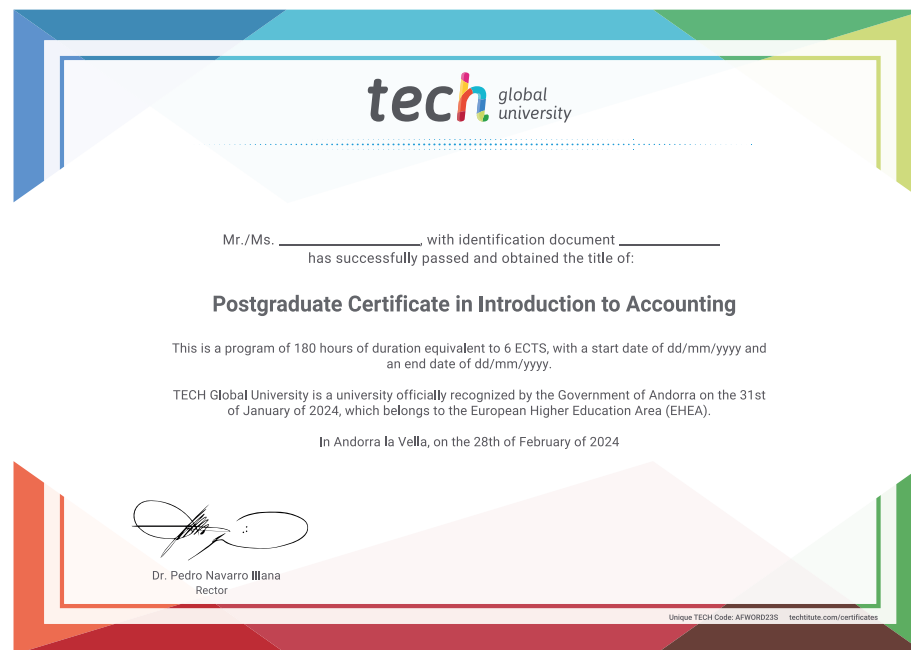 tech global university
Mr./Ms. ____________________, with identification document ______________
has successfully passed and obtained the title of:
Postgraduate Certificate in Introduction to Accounting
This is a program of 180 hours of duration equivalent to 6 ECTS, with a start date of dd/mm/yyyy and
an end date of dd/mm/yyyy.
TECH Global University is a university officially recognized by the Government of Andorra on the 31st
of January of 2024, which belongs to the European Higher Education Area (EHEA).
In Andorra la Vella, on the 28th of February of 2024
Dr. Pedro Navarro Illana
Rector
Unique TECH Code: AFWORD23S techtitute.com/certificates